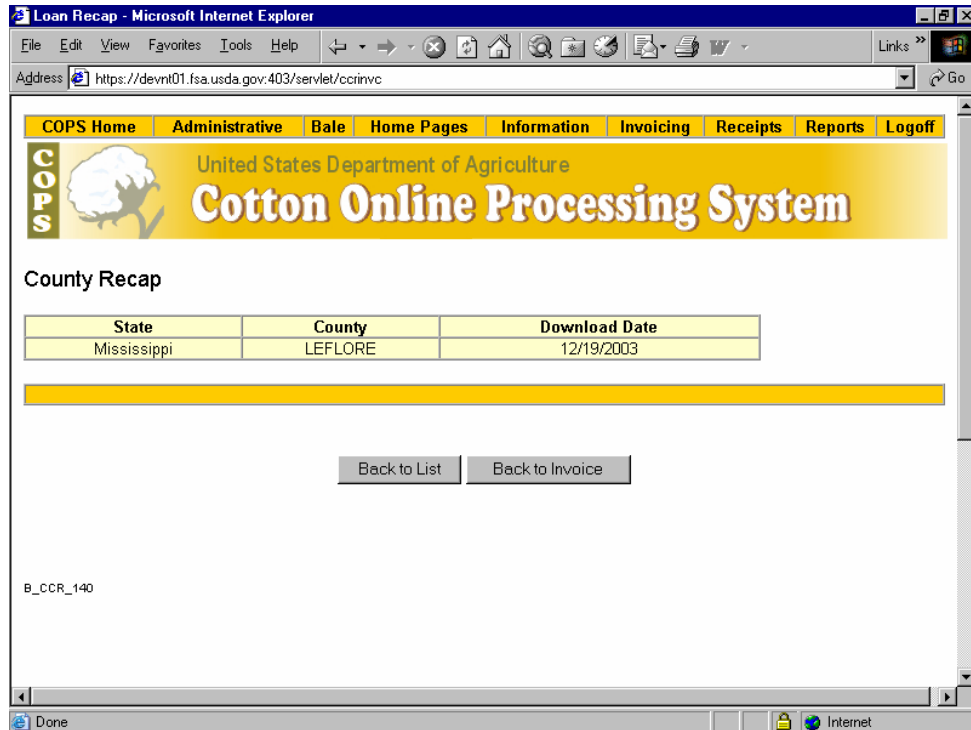 Loan Recap - Microsoft Internet Explorer
File Edit View Favorites Tools Help Links »
Address https://devnt01.fsa.usda.gov:403/servlet/ccrinvc Go
COPS Home Administrative Bale Home Pages Information Invoicing Receipts Reports Logoff
COPS
United States Department of Agriculture
Cotton Online Processing System
County Recap
State County Download Date
Mississippi LEFLORE 12/19/2003
Back to List Back to Invoice
B_CCR_140
Done Internet